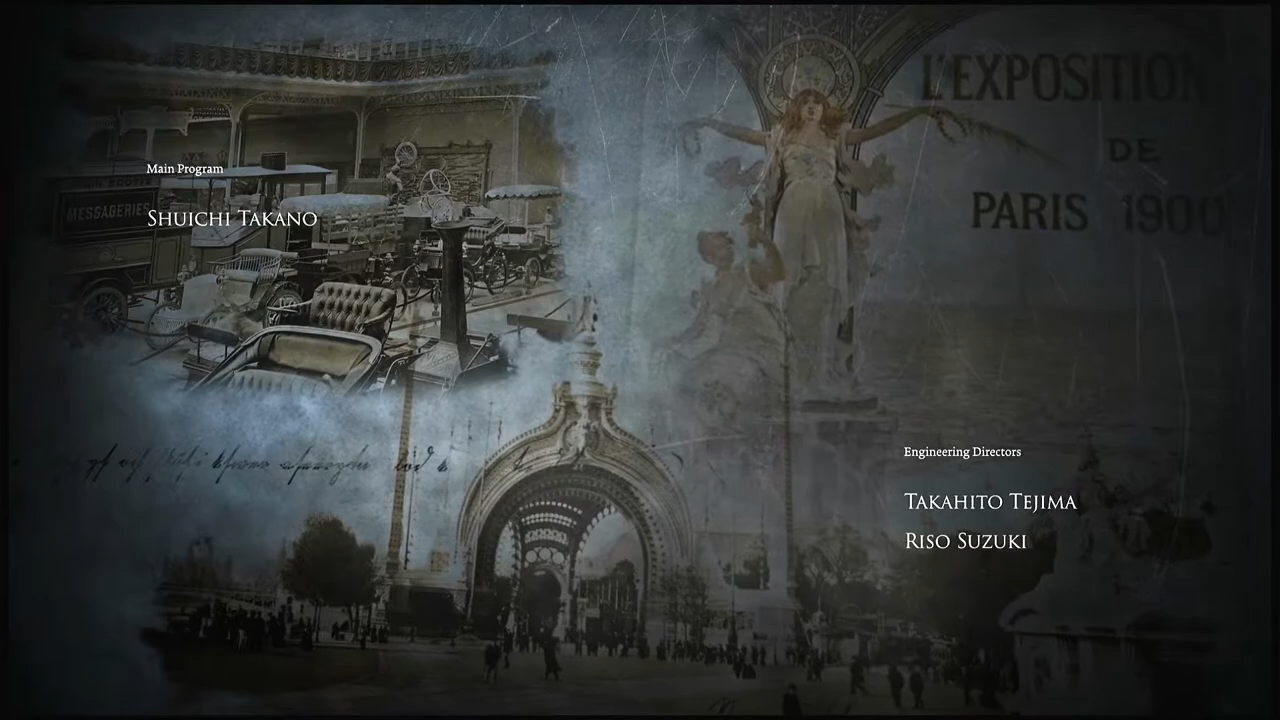 Main Program
SHUICHI TAKANO
MESSAGERIES
L'EXPOSITION
DE
PARIS 1900
Engineering Directors
TAKAHITO TEJIMA
RISO SUZUKI